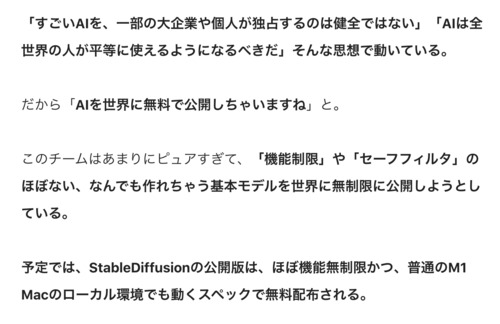 「すごいAIを、一部の大企業や個人が独占するのは健全ではない」「AIは全
世界の人が平等に使えるようになるべきだ」そんな思想で動いている。
だから「AIを世界に無料で公開しちゃいますね」と。
このチームはあまりにピュアすぎて、「機能制限」や「セーフフィルタ」の
ほぼない、なんでも作れちゃう基本モデルを世界に無制限に公開しようとし
ている。
予定では、StableDiffusionの公開版は、ほぼ機能無制限かつ、普通のM1
Macのローカル環境でも動くスペックで無料配布される。